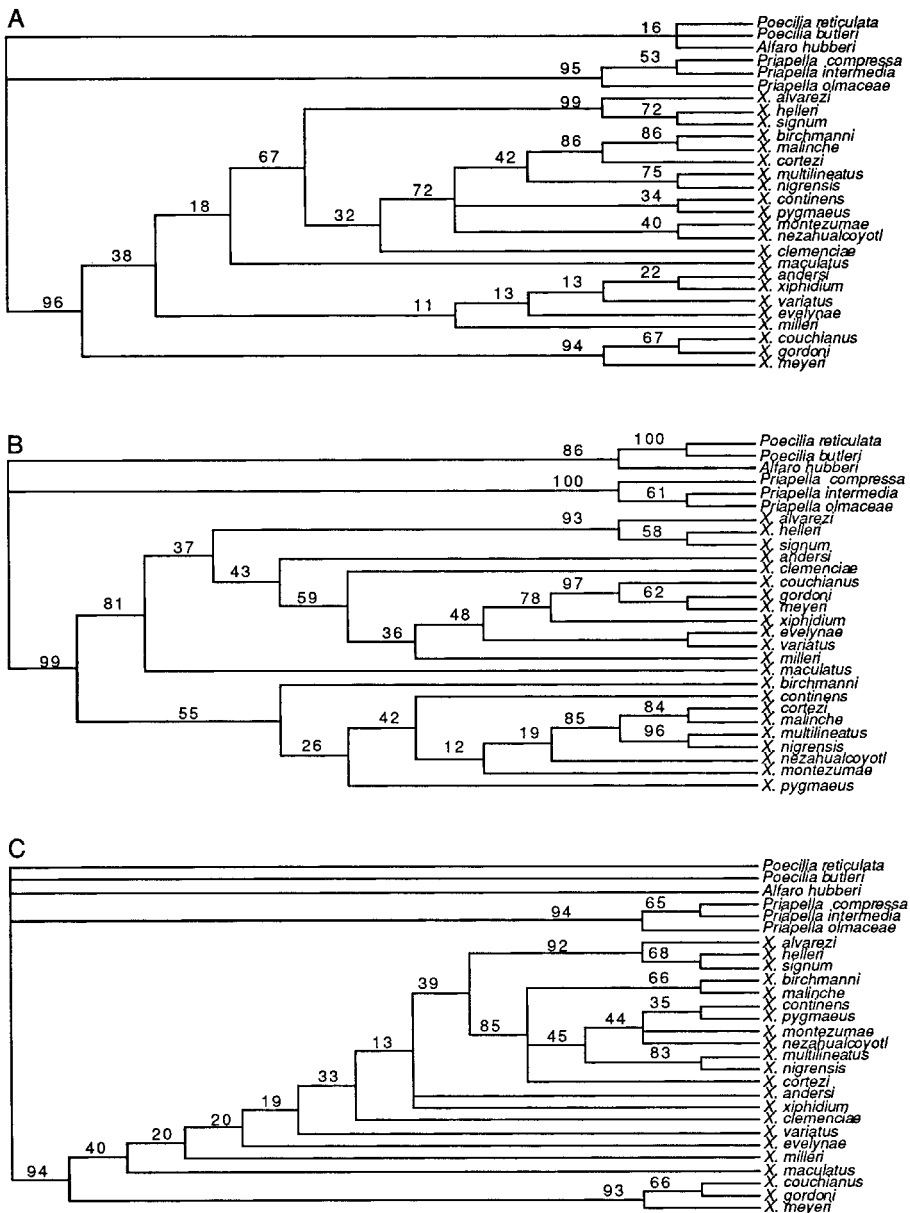 A
16 Poecilia reticulata
Poecilia butleri
Alfaro hubberi
53 Priapella compressa
95 Priapella intermedia
Priapella olmaceae
99 X. alvarezi
72 X. helleri
X. signum
86 86 X. birchmanni
X. malinche
67 42 X. cortezi
75 X. multilineatus
X. nigrensis
72 34 X. continens
X. pygmaeus
18 32 40 X. montezumae
X. nezahualcoyotl
X. clemenciae
38 X. maculatus
22 X. andersi
13 X. xiphidium
13 X. variatus
96 11 X. evelynae
X. milleri
67 X. couchianus
94 X. gordoni
X. meyeri
B
100 Poecilia reticulata
86 Poecilia butleri
Alfaro hubberi
100 Priapella compressa
61 Priapella intermedia
Priapella olmaceae
93 X. alvarezi
58 X. helleri
X. signum
37 X. andersi
43 X. clemenciae
97 X. couchianus
59 78 62 X. gordoni
X. meyeri
81 48 X. xiphidium
36 X. evelynae
X. variatus
X. milleri
99 X. maculatus
X. birchmanni
X. continens
55 84 X. cortezi
42 85 X. malinche
19 96 X. multilineatus
26 12 X. nigrensis
X. nezahualcoyotl
X. montezumae
X. pygmaeus
C
Poecilia reticulata
Poecilia butleri
Alfaro hubberi
65 Priapella compressa
94 Priapella intermedia
Priapella olmaceae
92 X. alvarezi
68 X. helleri
X. signum
39 66 X. birchmanni
X. malinche
35 X. continens
85 44 X. pygmaeus
45 X. montezumae
X. nezahualcoyotl
13 83 X. multilineatus
X. nigrensis
33 X. cortezi
X. andersi
19 X. xiphidium
X. clemenciae
20 X. variatus
20 X. evelynae
40 X. milleri
94 X. maculatus
66 X. couchianus
93 X. gordoni
X. meyeri